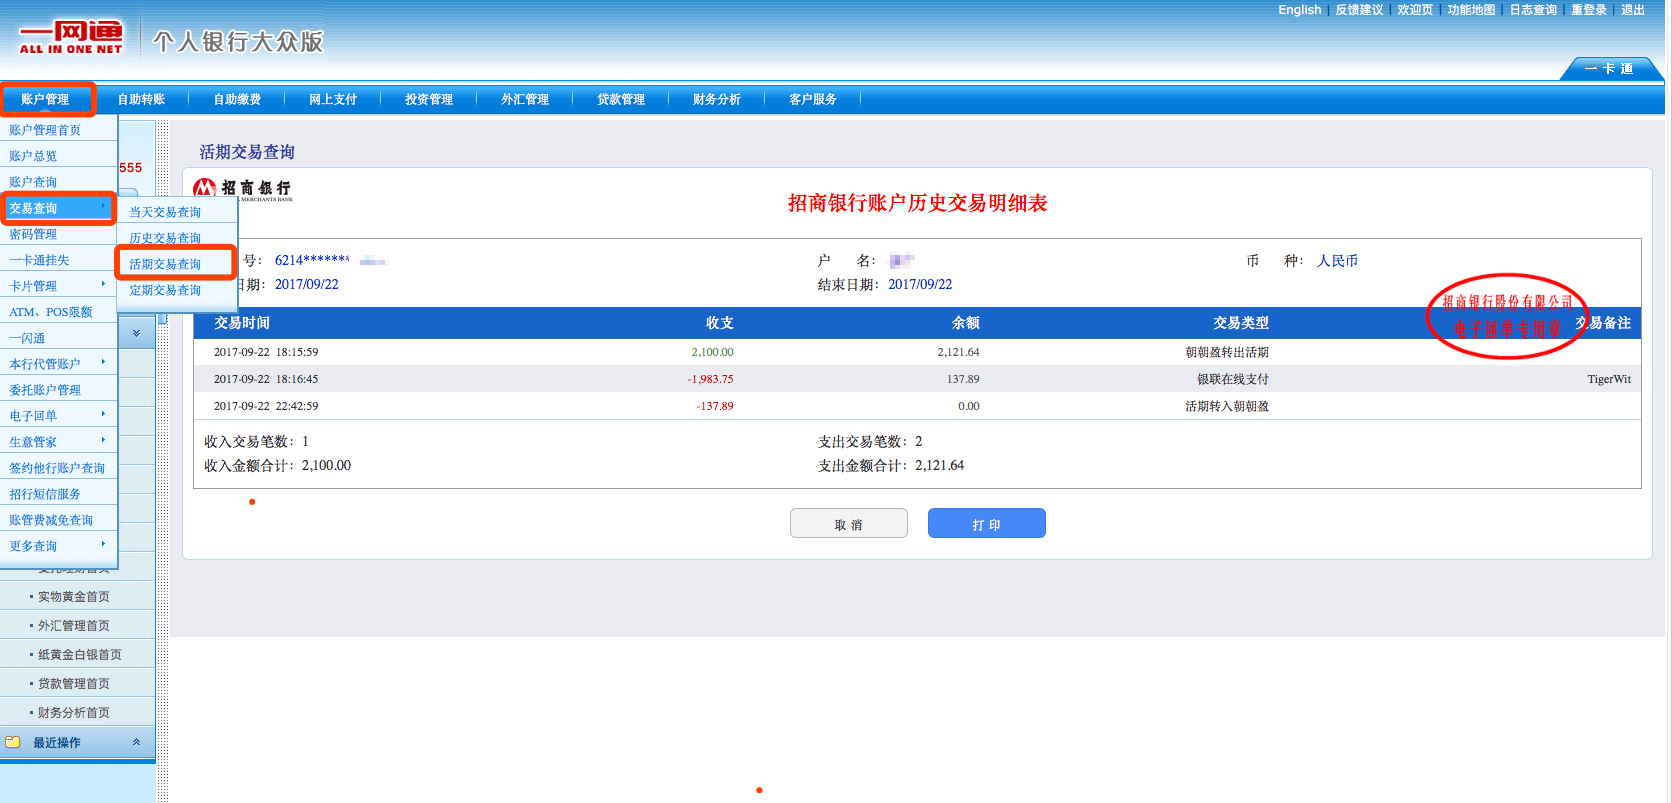 English | 反馈建议 | 欢迎页 | 功能地图 | 日志查询 | 重登录 | 退出
一网通
ALL IN ONE NET
个人银行大众版
一卡通
账户管理 自助转账 自助缴费 网上支付 投资管理 外汇管理 贷款管理 财务分析 客户服务
账户管理首页
账户总览
账户查询
交易查询
密码管理
一卡通挂失
卡片管理
ATM、POS限额
一闪通
本行代管账户
委托账户管理
电子回单
生意管家
签约他行账户查询
招行短信服务
账管费减免查询
更多查询
555
当天交易查询
历史交易查询
活期交易查询
定期交易查询
实物黄金首页
外汇管理首页
纸黄金白银首页
贷款管理首页
财务分析首页
最近操作
活期交易查询
招商银行
MERCHANTS BANK
招商银行账户历史交易明细表
号： 6214*******
户 名：
币 种： 人民币
日期： 2017/09/22
结束日期： 2017/09/22
招商银行股份有限公司
电子回单专用章
交易时间 收支 余额 交易类型 交易备注
2017-09-22 18:15:59 2,100.00 2,121.64 朝朝盈转出活期
2017-09-22 18:16:45 -1,983.75 137.89 银联在线支付 TigerWit
2017-09-22 22:42:59 -137.89 0.00 活期转入朝朝盈
收入交易笔数： 1 支出交易笔数： 2
收入金额合计： 2,100.00 支出金额合计： 2,121.64
取 消 打 印